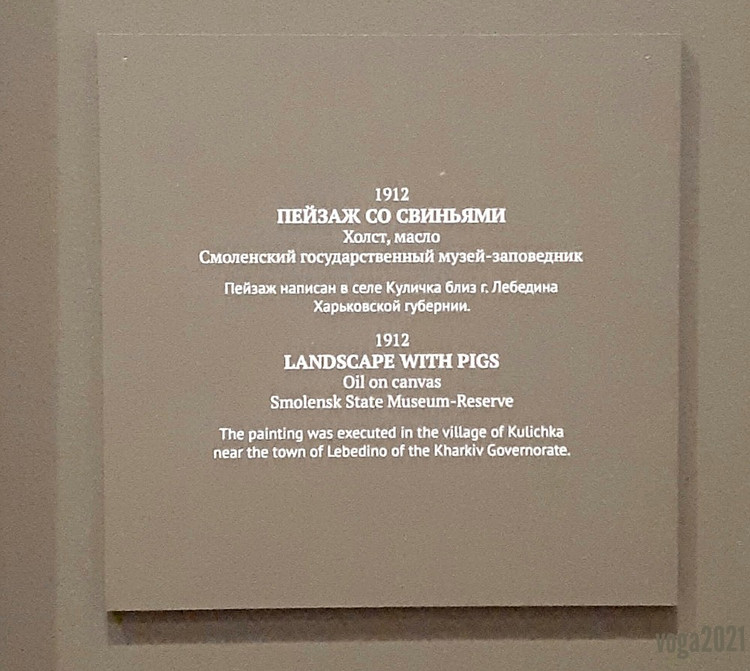 1912
ПЕЙЗАЖ СО СВИНЬЯМИ
Холст, масло
Смоленский государственный музей-заповедник
Пейзаж написан в селе Куличка близ г. Лебедина
Харьковской губернии.
1912
LANDSCAPE WITH PIGS
Oil on canvas
Smolensk State Museum-Reserve
The painting was executed in the village of Kulichka
near the town of Lebedino of the Kharkiv Governorate.
voga2021